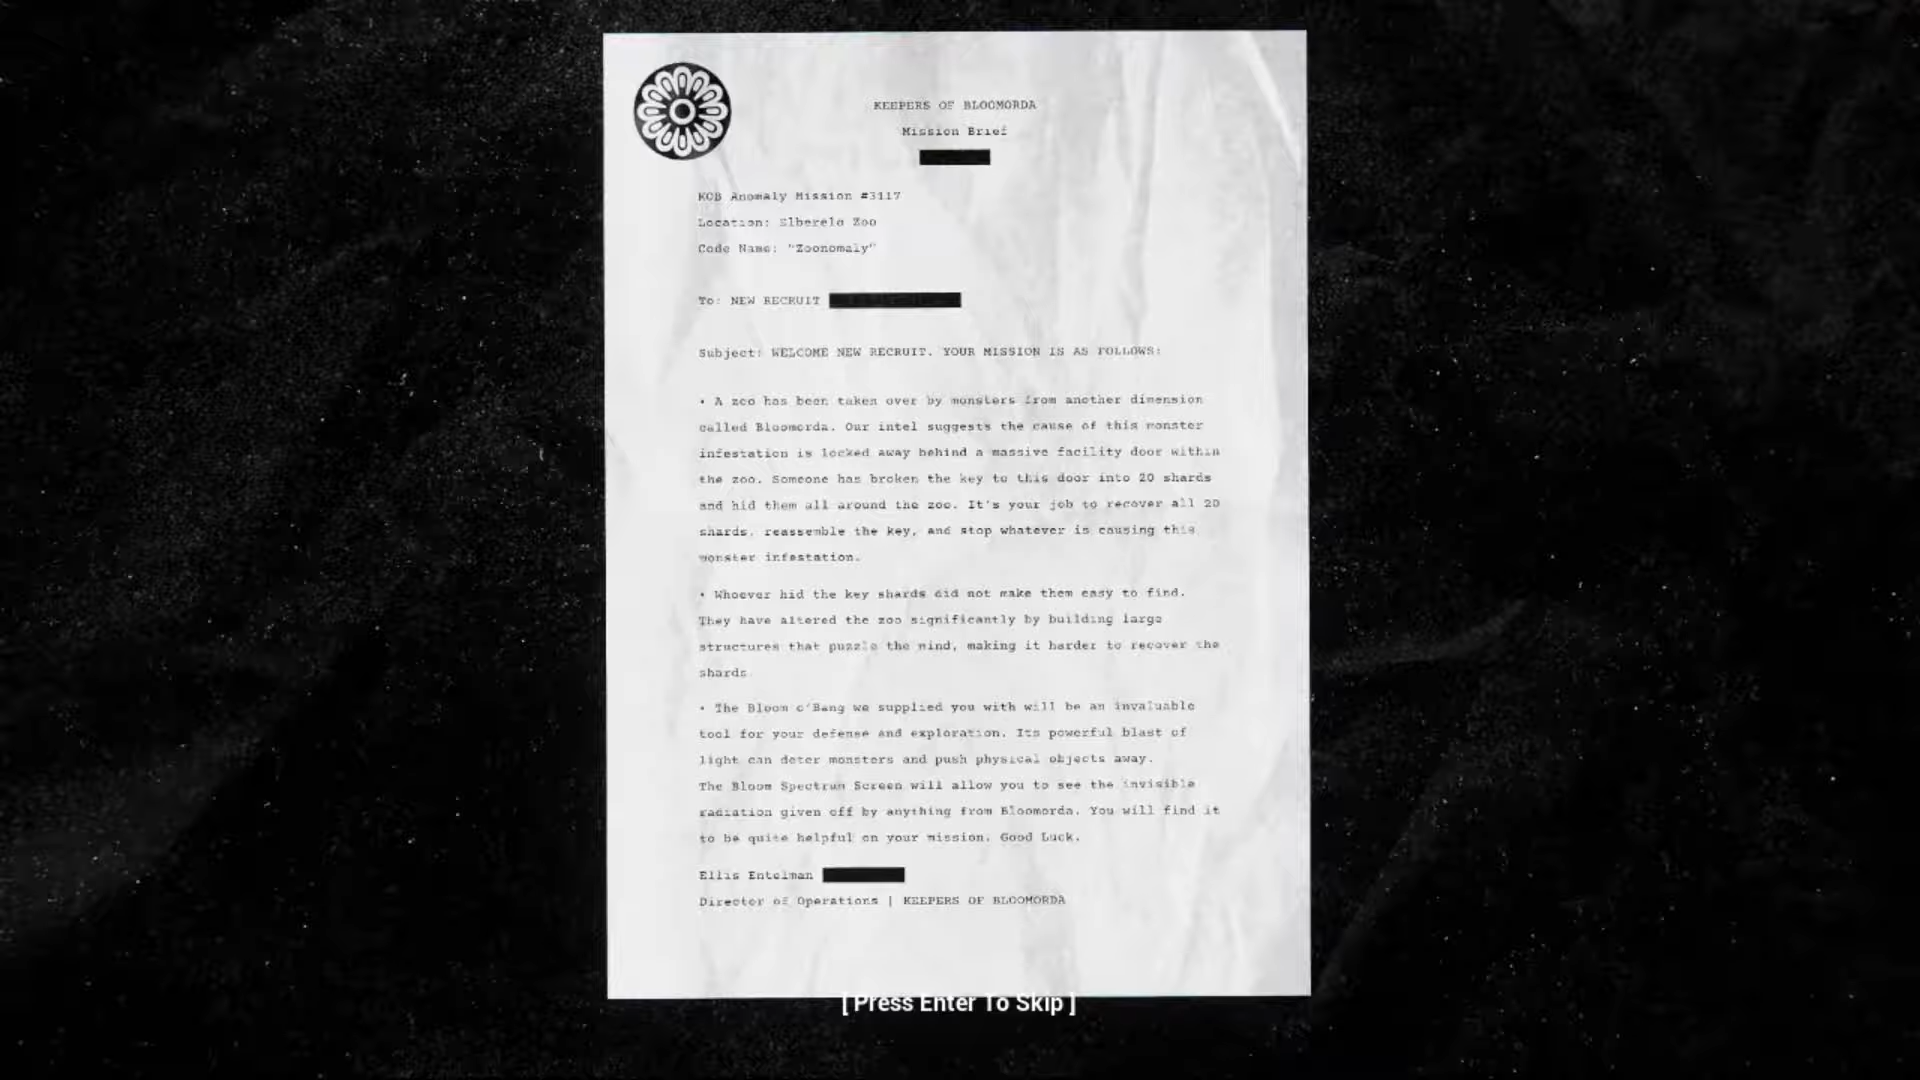 KEEPERS OF BLOOMORDA
Mission Brief
KOB Anomaly Mission #3117
Location: Elberelo Zoo
Code Name: "Zoonomaly"
To: NEW RECRUIT
Subject: WELCOME NEW RECRUIT. YOUR MISSION IS AS FOLLOWS:
• A zoo has been taken over by monsters from another dimension
called Bloomorda. Our intel suggests the cause of this monster
infestation is locked away behind a massive facility door within
the zoo. Someone has broken the key to this door into 20 shards
and hid them all around the zoo. It's your job to recover all 20
shards, reassemble the key, and stop whatever is causing this
monster infestation.
• Whoever hid the key shards did not make them easy to find.
They have altered the zoo significantly by building large
structures that puzzle the mind, making it harder to recover the
shards
• The Bloom o'Bang we supplied you with will be an invaluable
tool for your defense and exploration. Its powerful blast of
light can deter monsters and push physical objects away.
The Bloom Spectrum Screen will allow you to see the invisible
radiation given off by anything from Bloomorda. You will find it
to be quite helpful on your mission. Good Luck.
Ellis Entelman
Director of Operations | KEEPERS OF BLOOMORDA
[ Press Enter To Skip ]